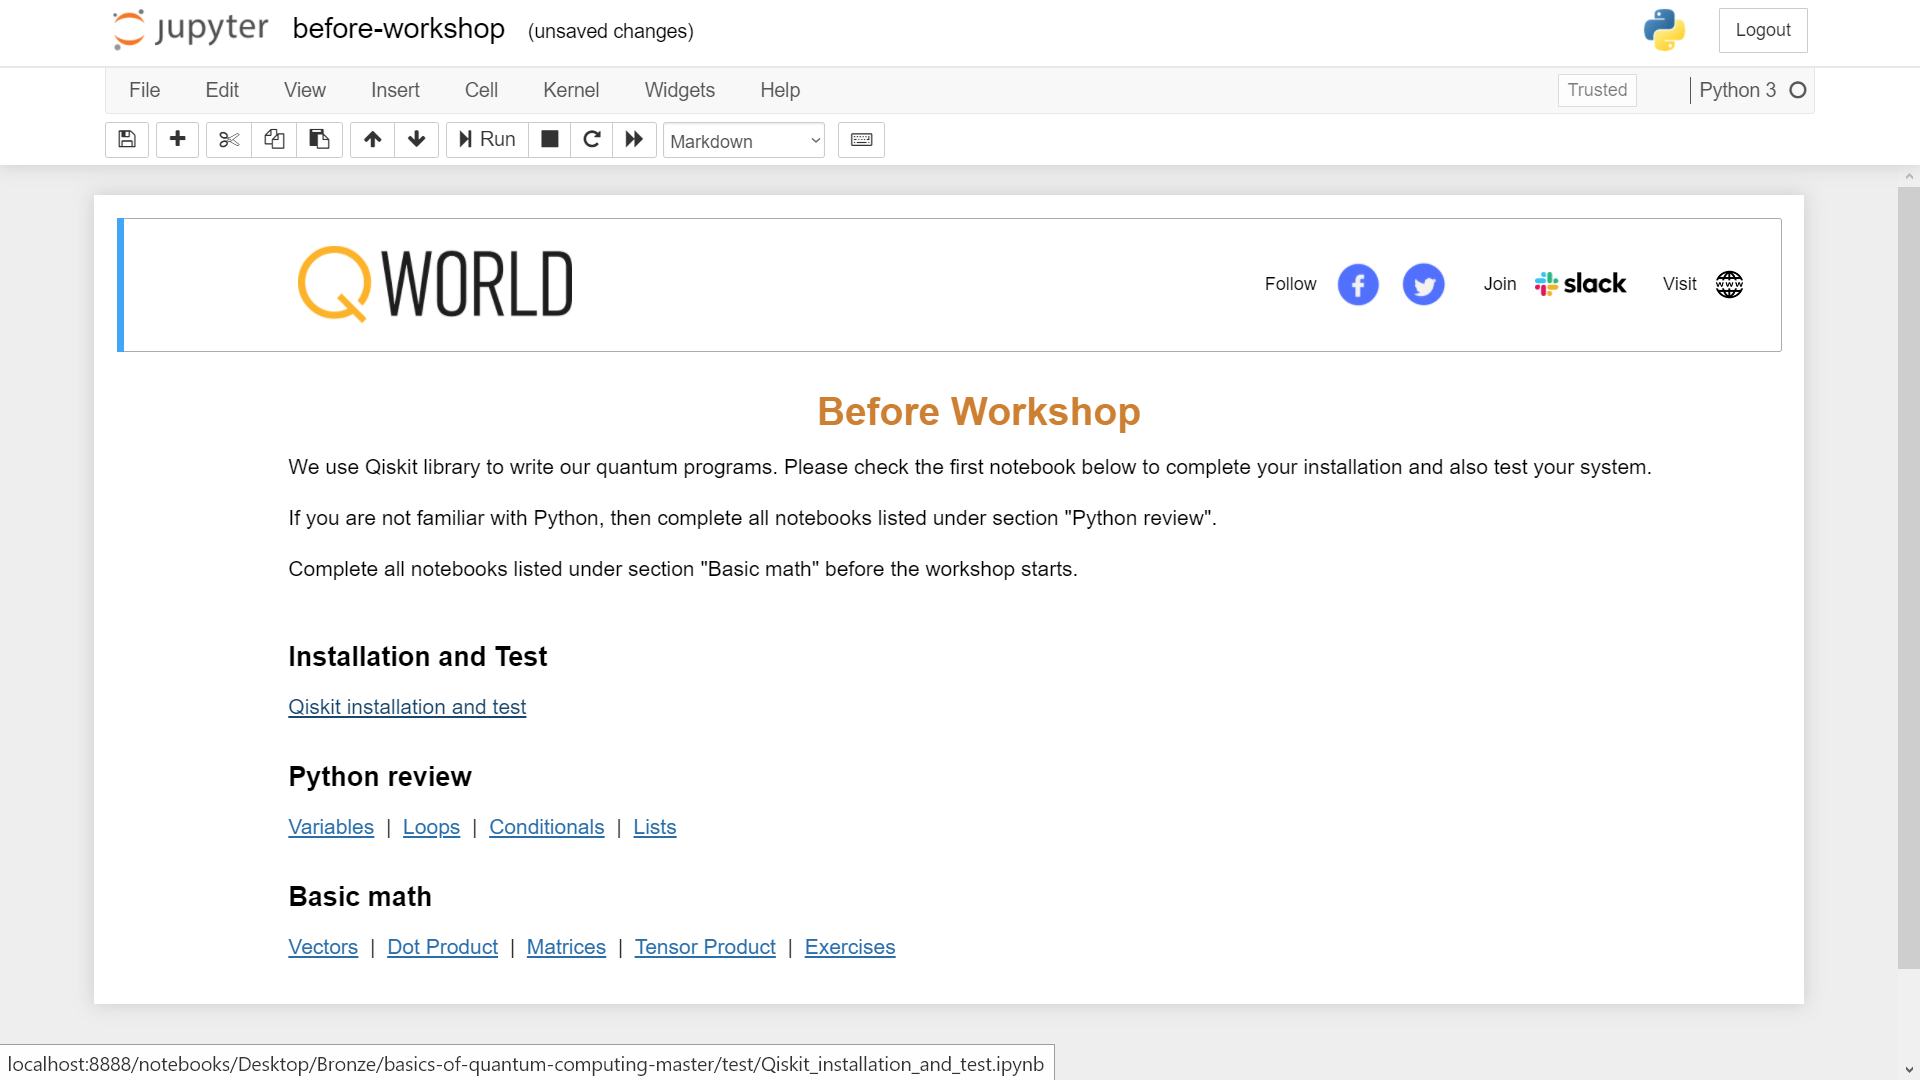 jupyter before-workshop (unsaved changes) Logout
File Edit View Insert Cell Kernel Widgets Help Trusted Python 3
Run Markdown
QWORLD Follow Join slack Visit WWW
Before Workshop
We use Qiskit library to write our quantum programs. Please check the first notebook below to complete your installation and also test your system.
If you are not familiar with Python, then complete all notebooks listed under section "Python review".
Complete all notebooks listed under section "Basic math" before the workshop starts.
Installation and Test
Qiskit installation and test
Python review
Variables | Loops | Conditionals | Lists
Basic math
Vectors | Dot Product | Matrices | Tensor Product | Exercises
localhost:8888/notebooks/Desktop/Bronze/basics-of-quantum-computing-master/test/Qiskit_installation_and_test.ipynb